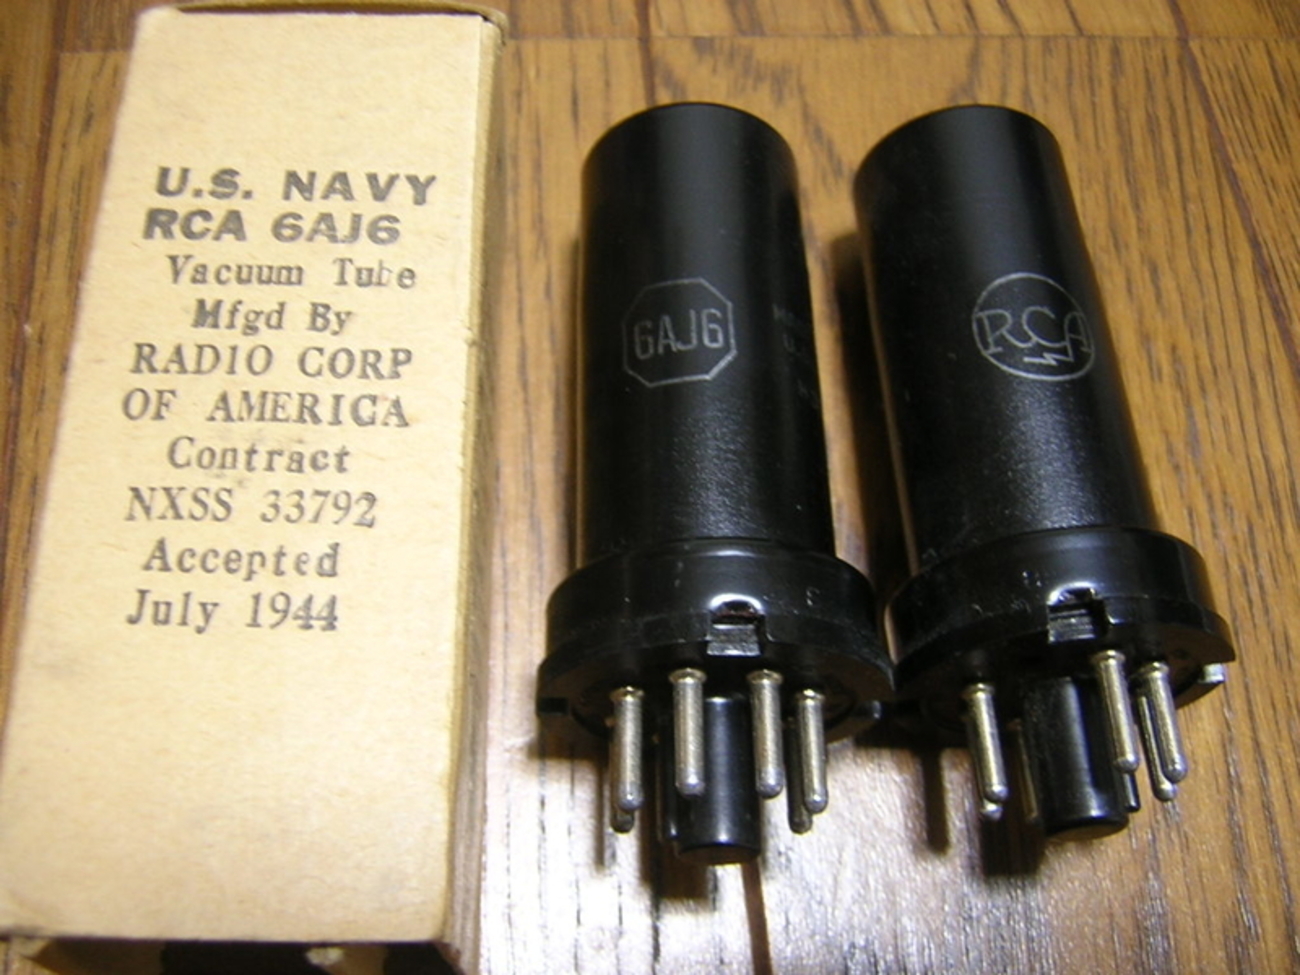 U.S. NAVY
RCA 6AJ6
Vacuum Tube
Mfgd By
RADIO CORP
OF AMERICA
Contract
NXSS 33792
Accepted
July 1944
6AJ6
RCA